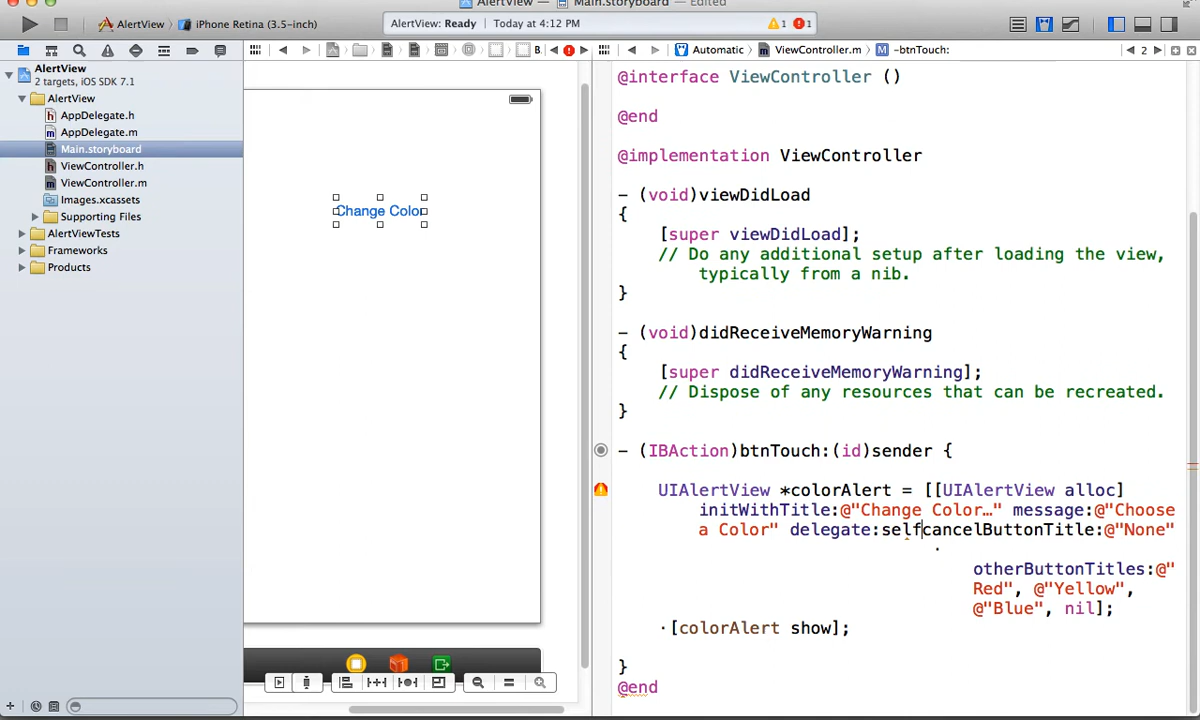 AlertView — Main.storyboard — Edited
AlertView › iPhone Retina (3.5-inch)
AlertView: Ready | Today at 4:12 PM
1 1
B
Automatic › ViewController.m › M -btnTouch:
2
AlertView
2 targets, iOS SDK 7.1
AlertView
h AppDelegate.h
m AppDelegate.m
Main.storyboard
h ViewController.h
m ViewController.m
Images.xcassets
Supporting Files
AlertViewTests
Frameworks
Products
Change Color
@interface ViewController ()
@end
@implementation ViewController
- (void)viewDidLoad
{
[super viewDidLoad];
// Do any additional setup after loading the view,
typically from a nib.
}
- (void)didReceiveMemoryWarning
{
[super didReceiveMemoryWarning];
// Dispose of any resources that can be recreated.
}
- (IBAction)btnTouch:(id)sender {
UIAlertView *colorAlert = [[UIAlertView alloc]
initWithTitle:@"Change Color…" message:@"Choose
a Color" delegate:selfcancelButtonTitle:@"None"
otherButtonTitles:@"
Red", @"Yellow",
@"Blue", nil];
[colorAlert show];
}
@end